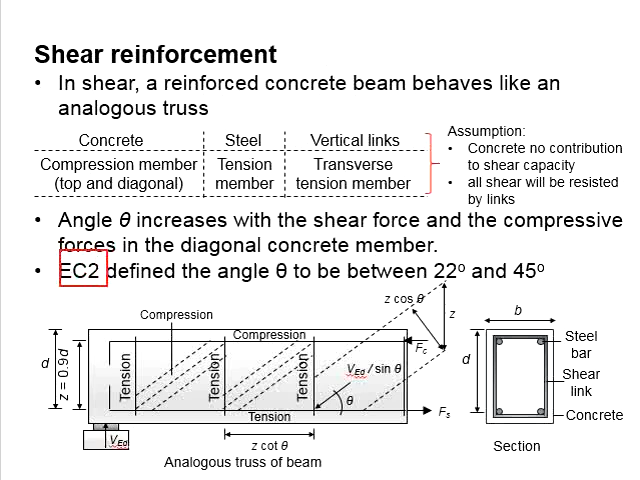 Shear reinforcement
• In shear, a reinforced concrete beam behaves like an
analogous truss
Concrete Steel Vertical links
Compression member Tension Transverse
(top and diagonal) member tension member
Assumption:
• Concrete no contribution
to shear capacity
• all shear will be resisted
by links
• Angle θ increases with the shear force and the compressive
forces in the diagonal concrete member.
• EC2 defined the angle θ to be between 22º and 45º
Compression
z cos θ
z
Compression
d
z = 0.9d
Tension
Tension
Tension
Fc
VEd / sin θ
θ
Tension
Fs
VEd
z cot θ
Analogous truss of beam
b
d
Steel
bar
Shear
link
Concrete
Section